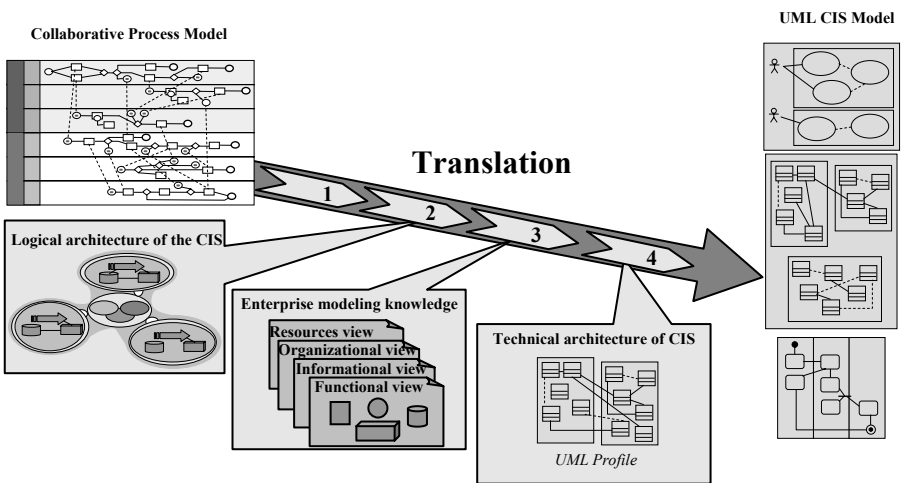 UML CIS Model
Collaborative Process Model
Translation
1
2
3
4
Logical architecture of the CIS
Enterprise modeling knowledge
Resources view
Organizational view
Informational view
Functional view
Technical architecture of CIS
UML Profile